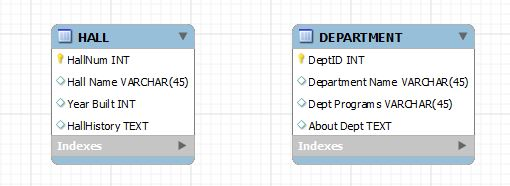 HALL
HallNum INT
Hall Name VARCHAR(45)
Year Built INT
HallHistory TEXT
Indexes
DEPARTMENT
DeptID INT
Department Name VARCHAR(45)
Dept Programs VARCHAR(45)
About Dept TEXT
Indexes